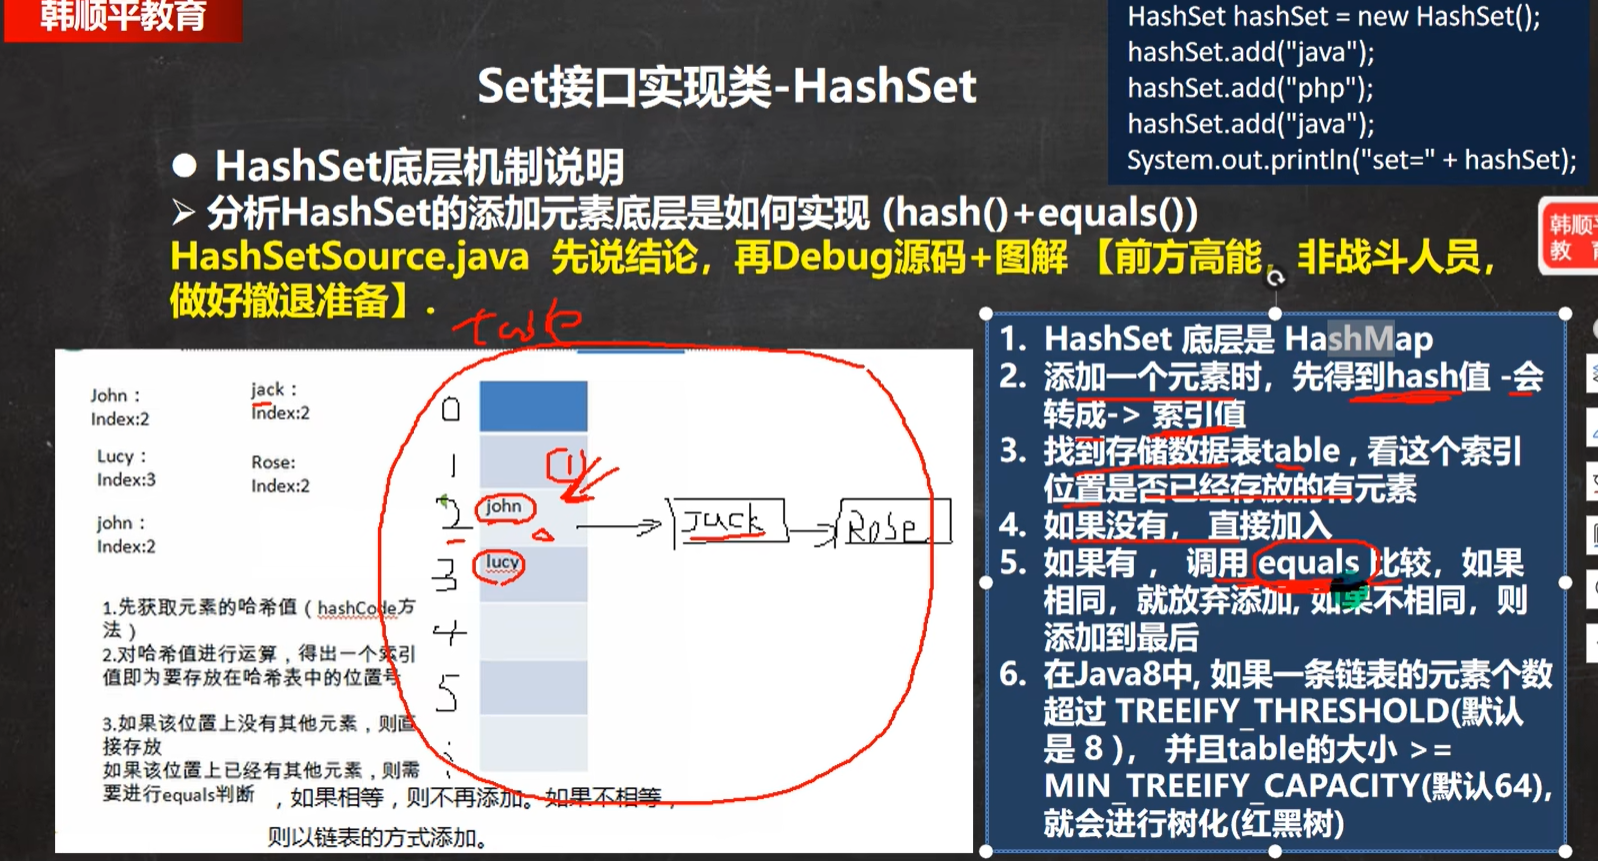 韩顺平教育
HashSet hashSet = new HashSet();
hashSet.add("java");
hashSet.add("php");
hashSet.add("java");
System.out.println("set=" + hashSet);
Set接口实现类-HashSet
HashSet底层机制说明
分析HashSet的添加元素底层是如何实现 (hash()+equals())
HashSetSource.java 先说结论，再Debug源码+图解 【前方高能，非战斗人员，
做好撤退准备】.
韩顺平
教 育
table
John：
Index:2
jack：
Index:2
Lucy：
Index:3
Rose:
Index:2
john：
Index:2
0
1
2
3
4
5
(1)
john
lucy
Jack
Rose
1.先获取元素的哈希值（hashCode方
法）
2.对哈希值进行运算，得出一个索引
值即为要存放在哈希表中的位置号
3.如果该位置上没有其他元素，则直
接存放
如果该位置上已经有其他元素，则需
要进行equals判断 ，如果相等，则不再添加。如果不相等，
则以链表的方式添加。
1. HashSet 底层是 HashMap
2. 添加一个元素时，先得到hash值 -会
转成-> 索引值
3. 找到存储数据表table，看这个索引
位置是否已经存放的有元素
4. 如果没有， 直接加入
5. 如果有， 调用 equals 比较，如果
相同，就放弃添加, 如果不相同，则
添加到最后
6. 在Java8中, 如果一条链表的元素个数
超过 TREEIFY_THRESHOLD(默认
是 8 )， 并且table的大小 >=
MIN_TREEIFY_CAPACITY(默认64),
就会进行树化(红黑树)